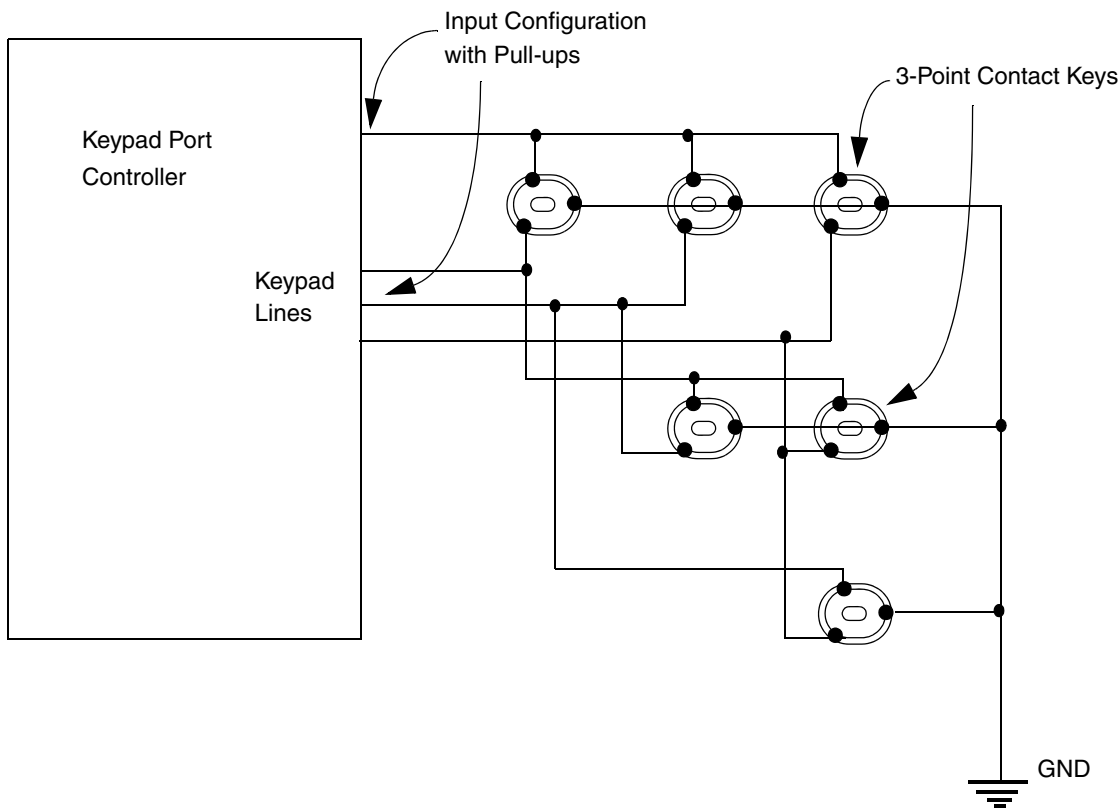 Input Configuration
with Pull-ups
3-Point Contact Keys
Keypad Port
Controller
Keypad
Lines
GND